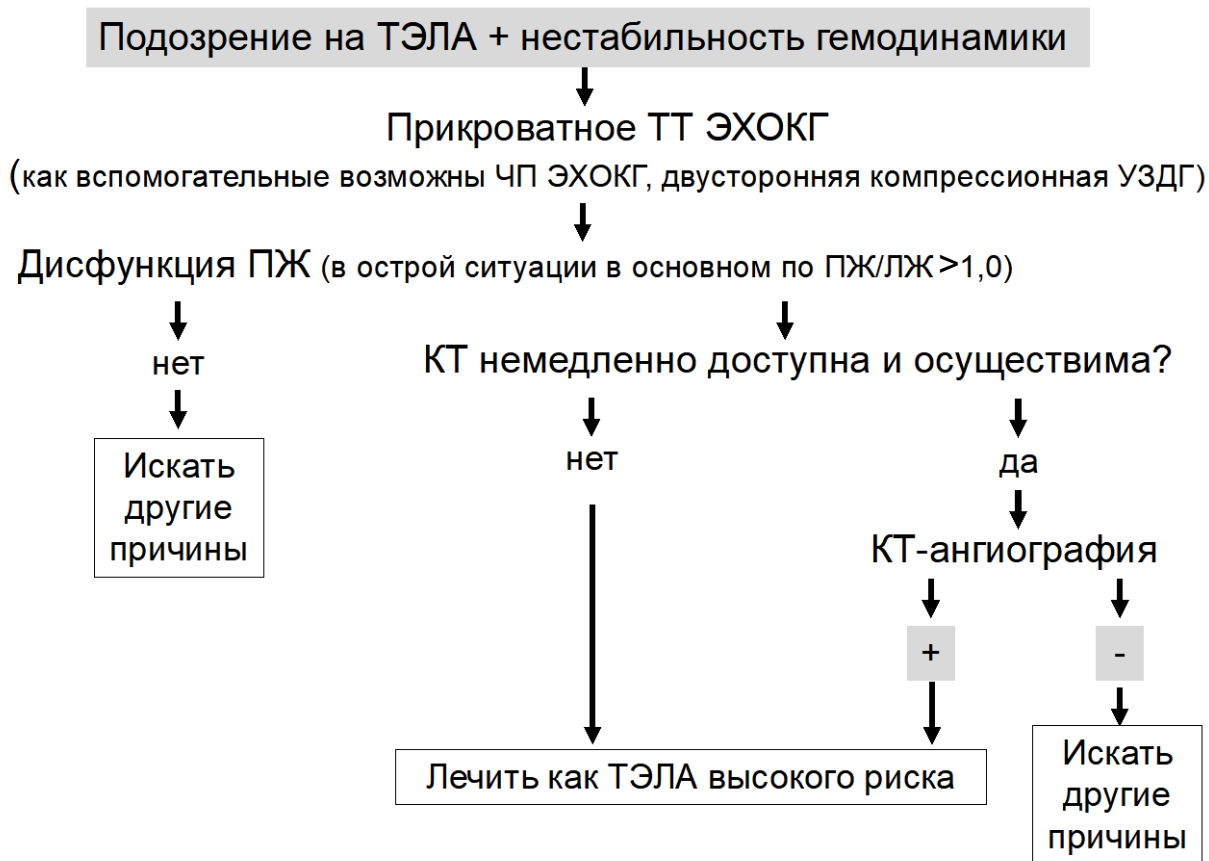 Подозрение на ТЭЛА + нестабильность гемодинамики
Прикроватное ТТ ЭХОКГ
(как вспомогательные возможны ЧП ЭХОКГ, двусторонняя компрессионная УЗДГ)
Дисфункция ПЖ (в острой ситуации в основном по ПЖ/ЛЖ >1,0)
нет
КТ немедленно доступна и осуществима?
Искать
другие
причины
нет
да
КТ-ангиография
+
-
Лечить как ТЭЛА высокого риска
Искать
другие
причины